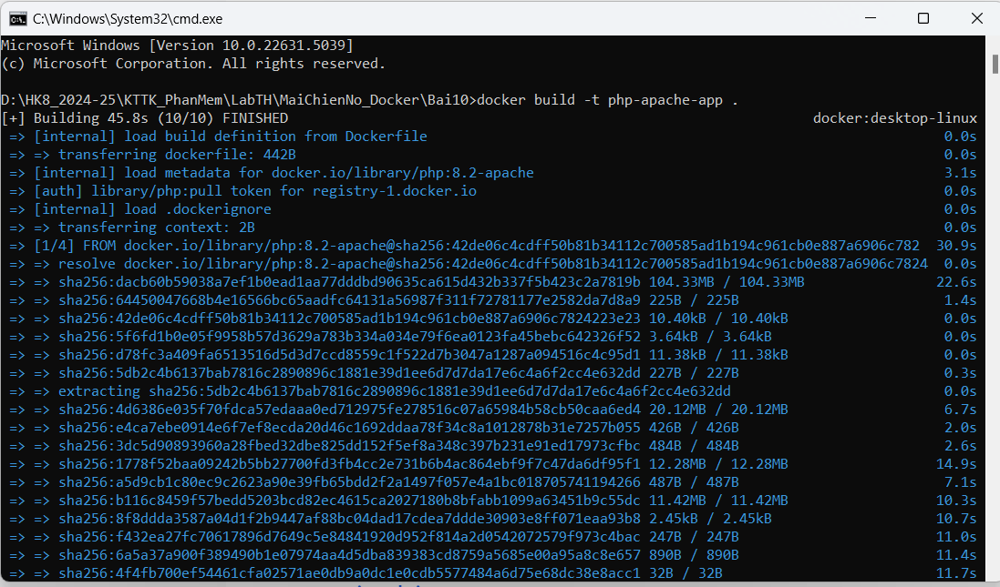 C:\Windows\System32\cmd.exe
Microsoft Windows [Version 10.0.22631.5039]
(c) Microsoft Corporation. All rights reserved.
D:\HK8_2024-25\KTTK_PhanMem\LabTH\MaiChienNo_Docker\Bai10>docker build -t php-apache-app .
[+] Building 45.8s (10/10) FINISHED docker:desktop-linux
=> [internal] load build definition from Dockerfile 0.0s
=> => transferring dockerfile: 442B 0.0s
=> [internal] load metadata for docker.io/library/php:8.2-apache 3.1s
=> [auth] library/php:pull token for registry-1.docker.io 0.0s
=> [internal] load .dockerignore 0.0s
=> => transferring context: 2B 0.0s
=> [1/4] FROM docker.io/library/php:8.2-apache@sha256:42de06c4cdff50b81b34112c700585ad1b194c961cb0e887a6906c782 30.9s
=> => resolve docker.io/library/php:8.2-apache@sha256:42de06c4cdff50b81b34112c700585ad1b194c961cb0e887a6906c7824 0.0s
=> => sha256:dacb60b59038a7ef1b0ead1aa77dddbd90635ca615d432b337f5b423c2a7819b 104.33MB / 104.33MB 22.6s
=> => sha256:64450047668b4e16566bc65aadfc64131a56987f311f72781177e2582da7d8a9 225B / 225B 1.4s
=> => sha256:42de06c4cdff50b81b34112c700585ad1b194c961cb0e887a6906c7824223e23 10.40kB / 10.40kB 0.0s
=> => sha256:5f6fd1b0e05f9958b57d3629a783b334a034e79f6ea0123fa45bebc642326f52 3.64kB / 3.64kB 0.0s
=> => sha256:d78fc3a409fa6513516d5d3d7ccd8559c1f522d7b3047a1287a094516c4c95d1 11.38kB / 11.38kB 0.0s
=> => sha256:5db2c4b6137bab7816c2890896c1881e39d1ee6d7d7da17e6c4a6f2cc4e632dd 227B / 227B 0.3s
=> => extracting sha256:5db2c4b6137bab7816c2890896c1881e39d1ee6d7d7da17e6c4a6f2cc4e632dd 0.0s
=> => sha256:4d6386e035f70fdca57edaaa0ed712975fe278516c07a65984b58cb50caa6ed4 20.12MB / 20.12MB 6.7s
=> => sha256:e4ca7ebe0914e6f7ef8ecda20d46c1692ddaa78f34c8a1012878b31e7257b055 426B / 426B 2.0s
=> => sha256:3dc5d90893960a28fbed32dbe825dd152f5ef8a348c397b231e91ed17973cfbc 484B / 484B 2.6s
=> => sha256:1778f52baa09242b5bb27700fd3fb4cc2e731b6b4ac864ebf9f7c47da6df95f1 12.28MB / 12.28MB 14.9s
=> => sha256:a5d9cb1c80ec9c2623a90e39fb65bdd2f2a1497f057e4a1bc018705741194266 487B / 487B 7.1s
=> => sha256:b116c8459f57bedd5203bcd82ec4615ca2027180b8bfabb1099a63451b9c55dc 11.42MB / 11.42MB 10.3s
=> => sha256:8f8ddda3587a04d1f2b9447af88bc04dad17cdea7ddde30903e8ff071eaa93b8 2.45kB / 2.45kB 10.7s
=> => sha256:f432ea27fc70617896d7649c5e84841920d952f814a2d0542072579f973c4bac 247B / 247B 11.0s
=> => sha256:6a5a37a900f389490b1e07974aa4d5dba839383cd8759a5685e00a95a8c8e657 890B / 890B 11.4s
=> => sha256:4f4fb700ef54461cfa02571ae0db9a0dc1e0cdb5577484a6d75e68dc38e8acc1 32B / 32B 11.7s